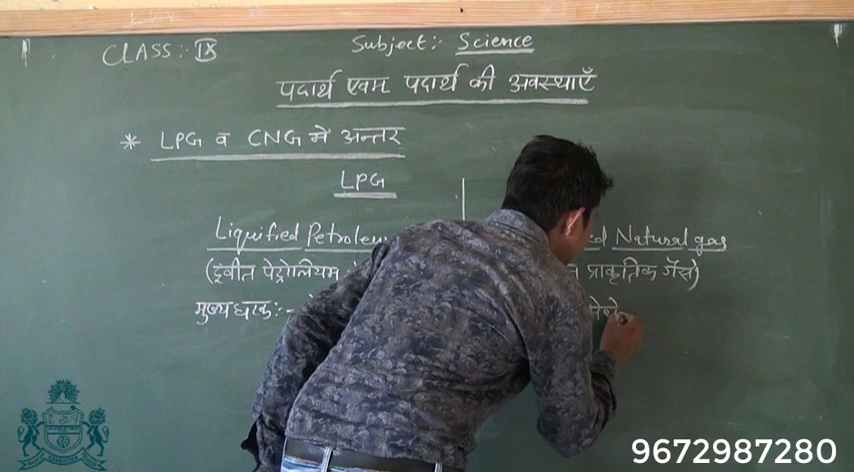 CLASS:- IX
Subject:- Science
पदार्थ एवम पदार्थ की अवस्थाएँ
* LPG व CNG में अन्तर
LPG
Liquified Natural gas
(द्रवीत पेट्रोलियम प्राकृतिक गैसे)
मुख्य घटक:-
9672987280